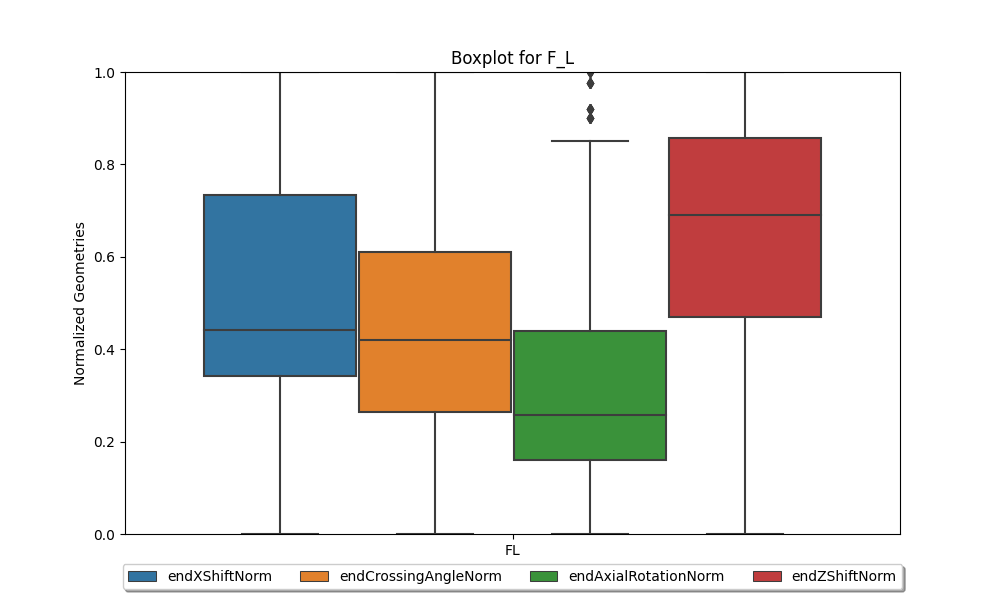 Boxplot for F_L
Normalized Geometries
1.0
0.8
0.6
0.4
0.2
0.0
FL
endXShiftNorm endCrossingAngleNorm endAxialRotationNorm endZShiftNorm